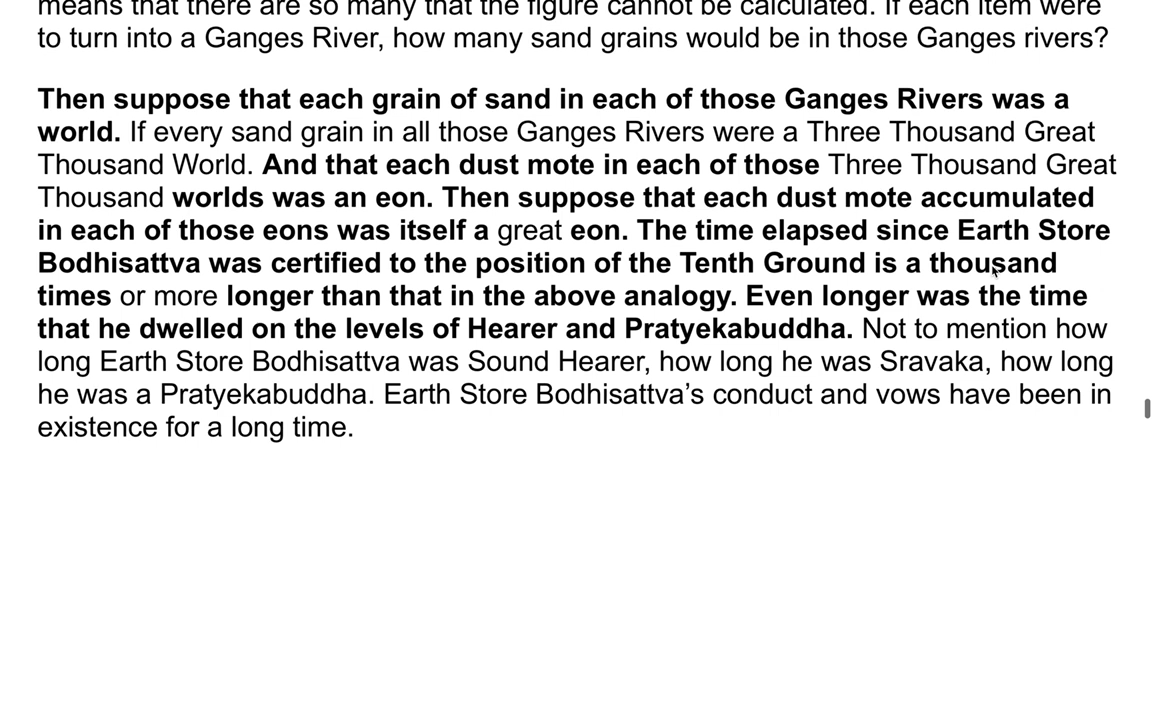 means that there are so many that the figure cannot be calculated. If each item were
to turn into a Ganges River, how many sand grains would be in those Ganges rivers?
Then suppose that each grain of sand in each of those Ganges Rivers was a
world. If every sand grain in all those Ganges Rivers were a Three Thousand Great
Thousand World. And that each dust mote in each of those Three Thousand Great
Thousand worlds was an eon. Then suppose that each dust mote accumulated
in each of those eons was itself a great eon. The time elapsed since Earth Store
Bodhisattva was certified to the position of the Tenth Ground is a thousand
times or more longer than that in the above analogy. Even longer was the time
that he dwelled on the levels of Hearer and Pratyekabuddha. Not to mention how
long Earth Store Bodhisattva was Sound Hearer, how long he was Sravaka, how long
he was a Pratyekabuddha. Earth Store Bodhisattva’s conduct and vows have been in
existence for a long time.